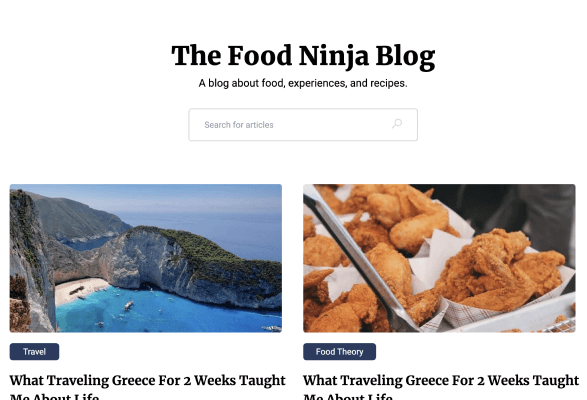 The Food Ninja Blog
A blog about food, experiences, and recipes.
Search for articles
Travel
Food Theory
What Traveling Greece For 2 Weeks Taught
Me About Life
What Traveling Greece For 2 Weeks Taught
Me About Life